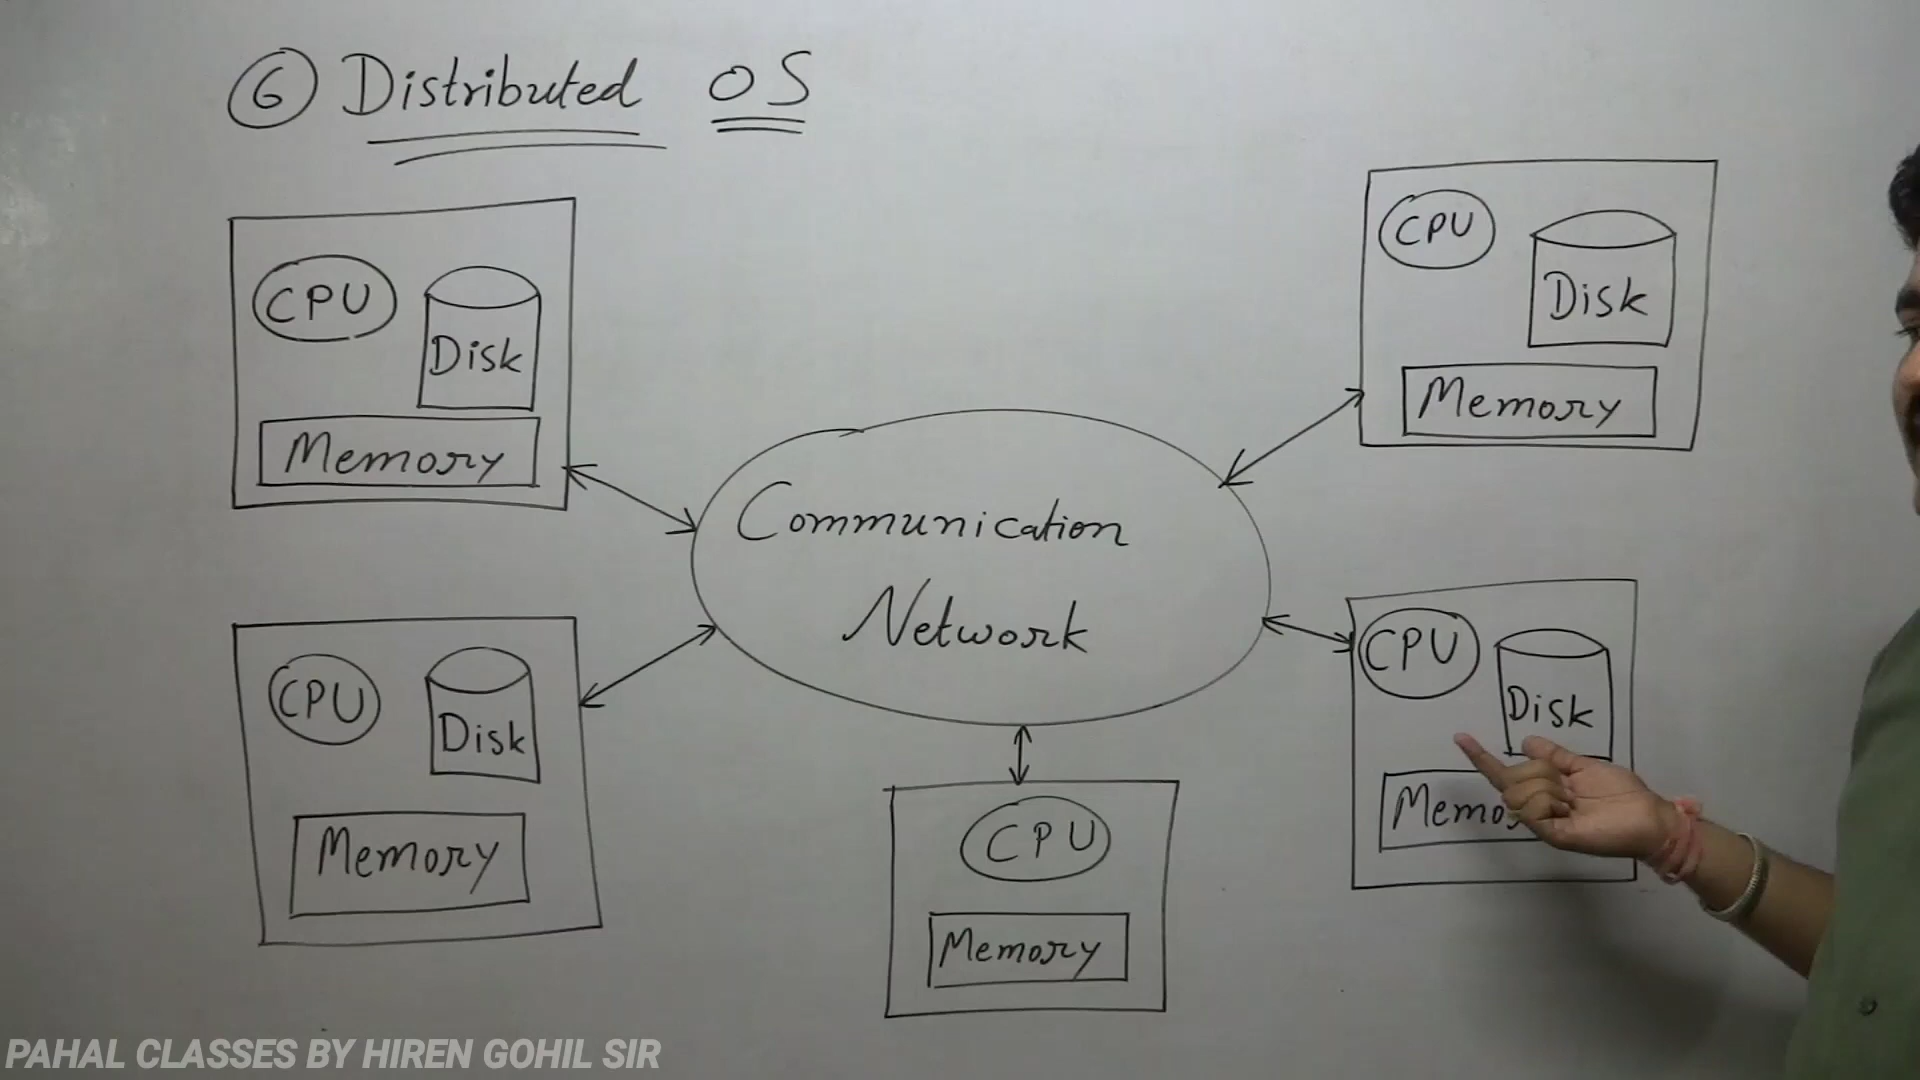 6 Distributed OS
CPU
Disk
Memory
CPU
Disk
Memory
Communication
Network
CPU
Disk
Memory
CPU
Disk
CPU
Memory
PAHAL CLASSES BY HIREN GOHIL SIR